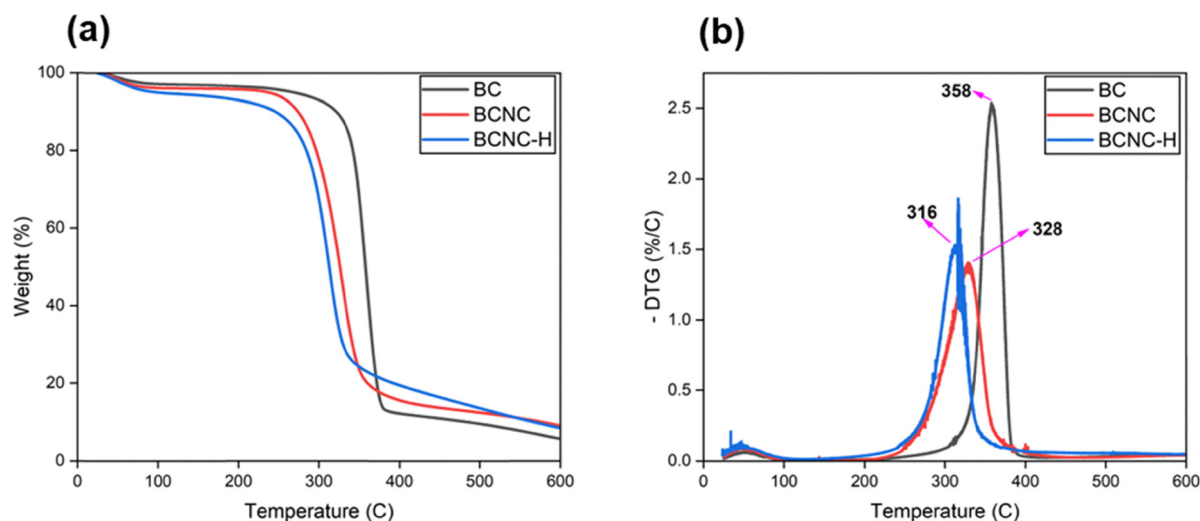 (a)
100
80
60
40
20
0
Weight (%)
0 100 200 300 400 500 600
Temperature (C)
BC
BCNC
BCNC-H
(b)
2.5
2.0
1.5
1.0
0.5
0.0
- DTG (%/C)
100 200 300 400 500 600
Temperature (C)
358
316
328
BC
BCNC
BCNC-H